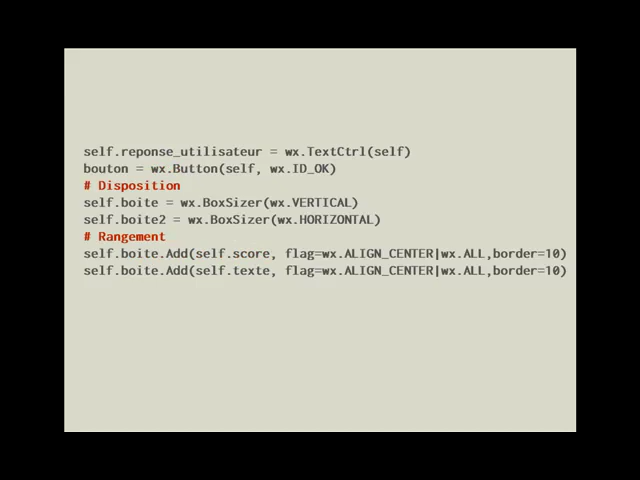 self.reponse_utilisateur = wx.TextCtrl(self)
bouton = wx.Button(self, wx.ID_OK)
# Disposition
self.boite = wx.BoxSizer(wx.VERTICAL)
self.boite2 = wx.BoxSizer(wx.HORIZONTAL)
# Rangement
self.boite.Add(self.score, flag=wx.ALIGN_CENTER|wx.ALL,border=10)
self.boite.Add(self.texte, flag=wx.ALIGN_CENTER|wx.ALL,border=10)